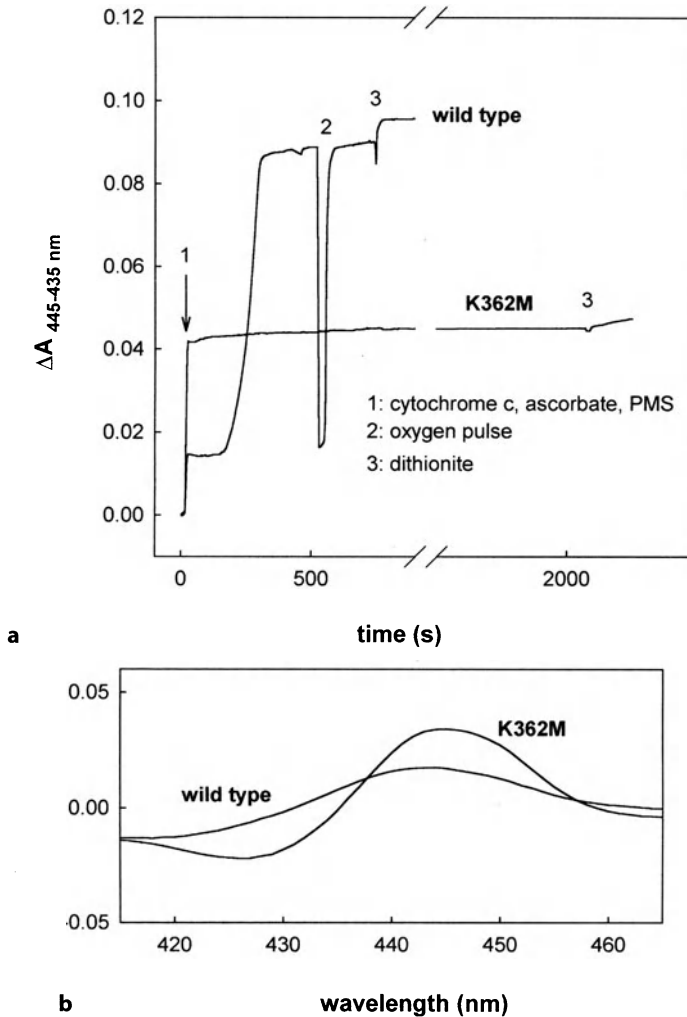 0.12
0.10
0.08
0.06
0.04
0.02
0.00
ΔA 445-435 nm
1
2
3
wild type
K362M
3
1: cytochrome c, ascorbate, PMS
2: oxygen pulse
3: dithionite
0 500 2000
a time (s)
0.05
0.00
0.05
K362M
wild type
420 430 440 450 460
b wavelength (nm)